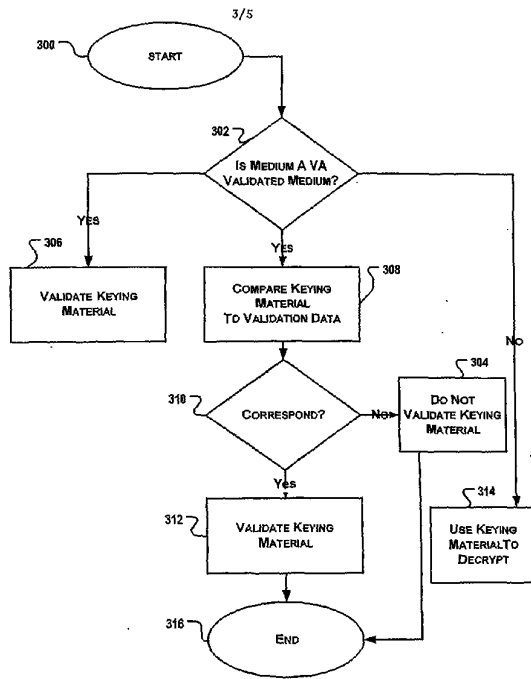 3/5
300
START
302
IS MEDIUM A VA
VALIDATED MEDIUM?
YES
YES
NO
306
VALIDATE KEYING
MATERIAL
308
COMPARE KEYING
MATERIAL
TO VALIDATION DATA
310
CORRESPOND?
NO
304
DO NOT
VALIDATE KEYING
MATERIAL
YES
312
VALIDATE KEYING
MATERIAL
314
USE KEYING
MATERIALTO
DECRYPT
316
END